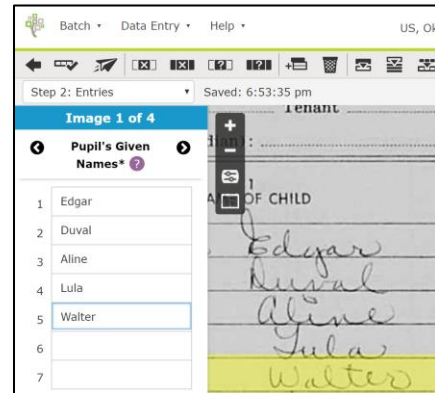 Batch Data Entry Help US, Ok
Step 2: Entries Saved: 6:53:35 pm
Image 1 of 4
Pupil's Given Names* ?
1 Edgar
2 Duval
3 Aline
4 Lula
5 Walter
6
7
Tenant
OF CHILD
Edgar
Duval
Aline
Lula
Walter